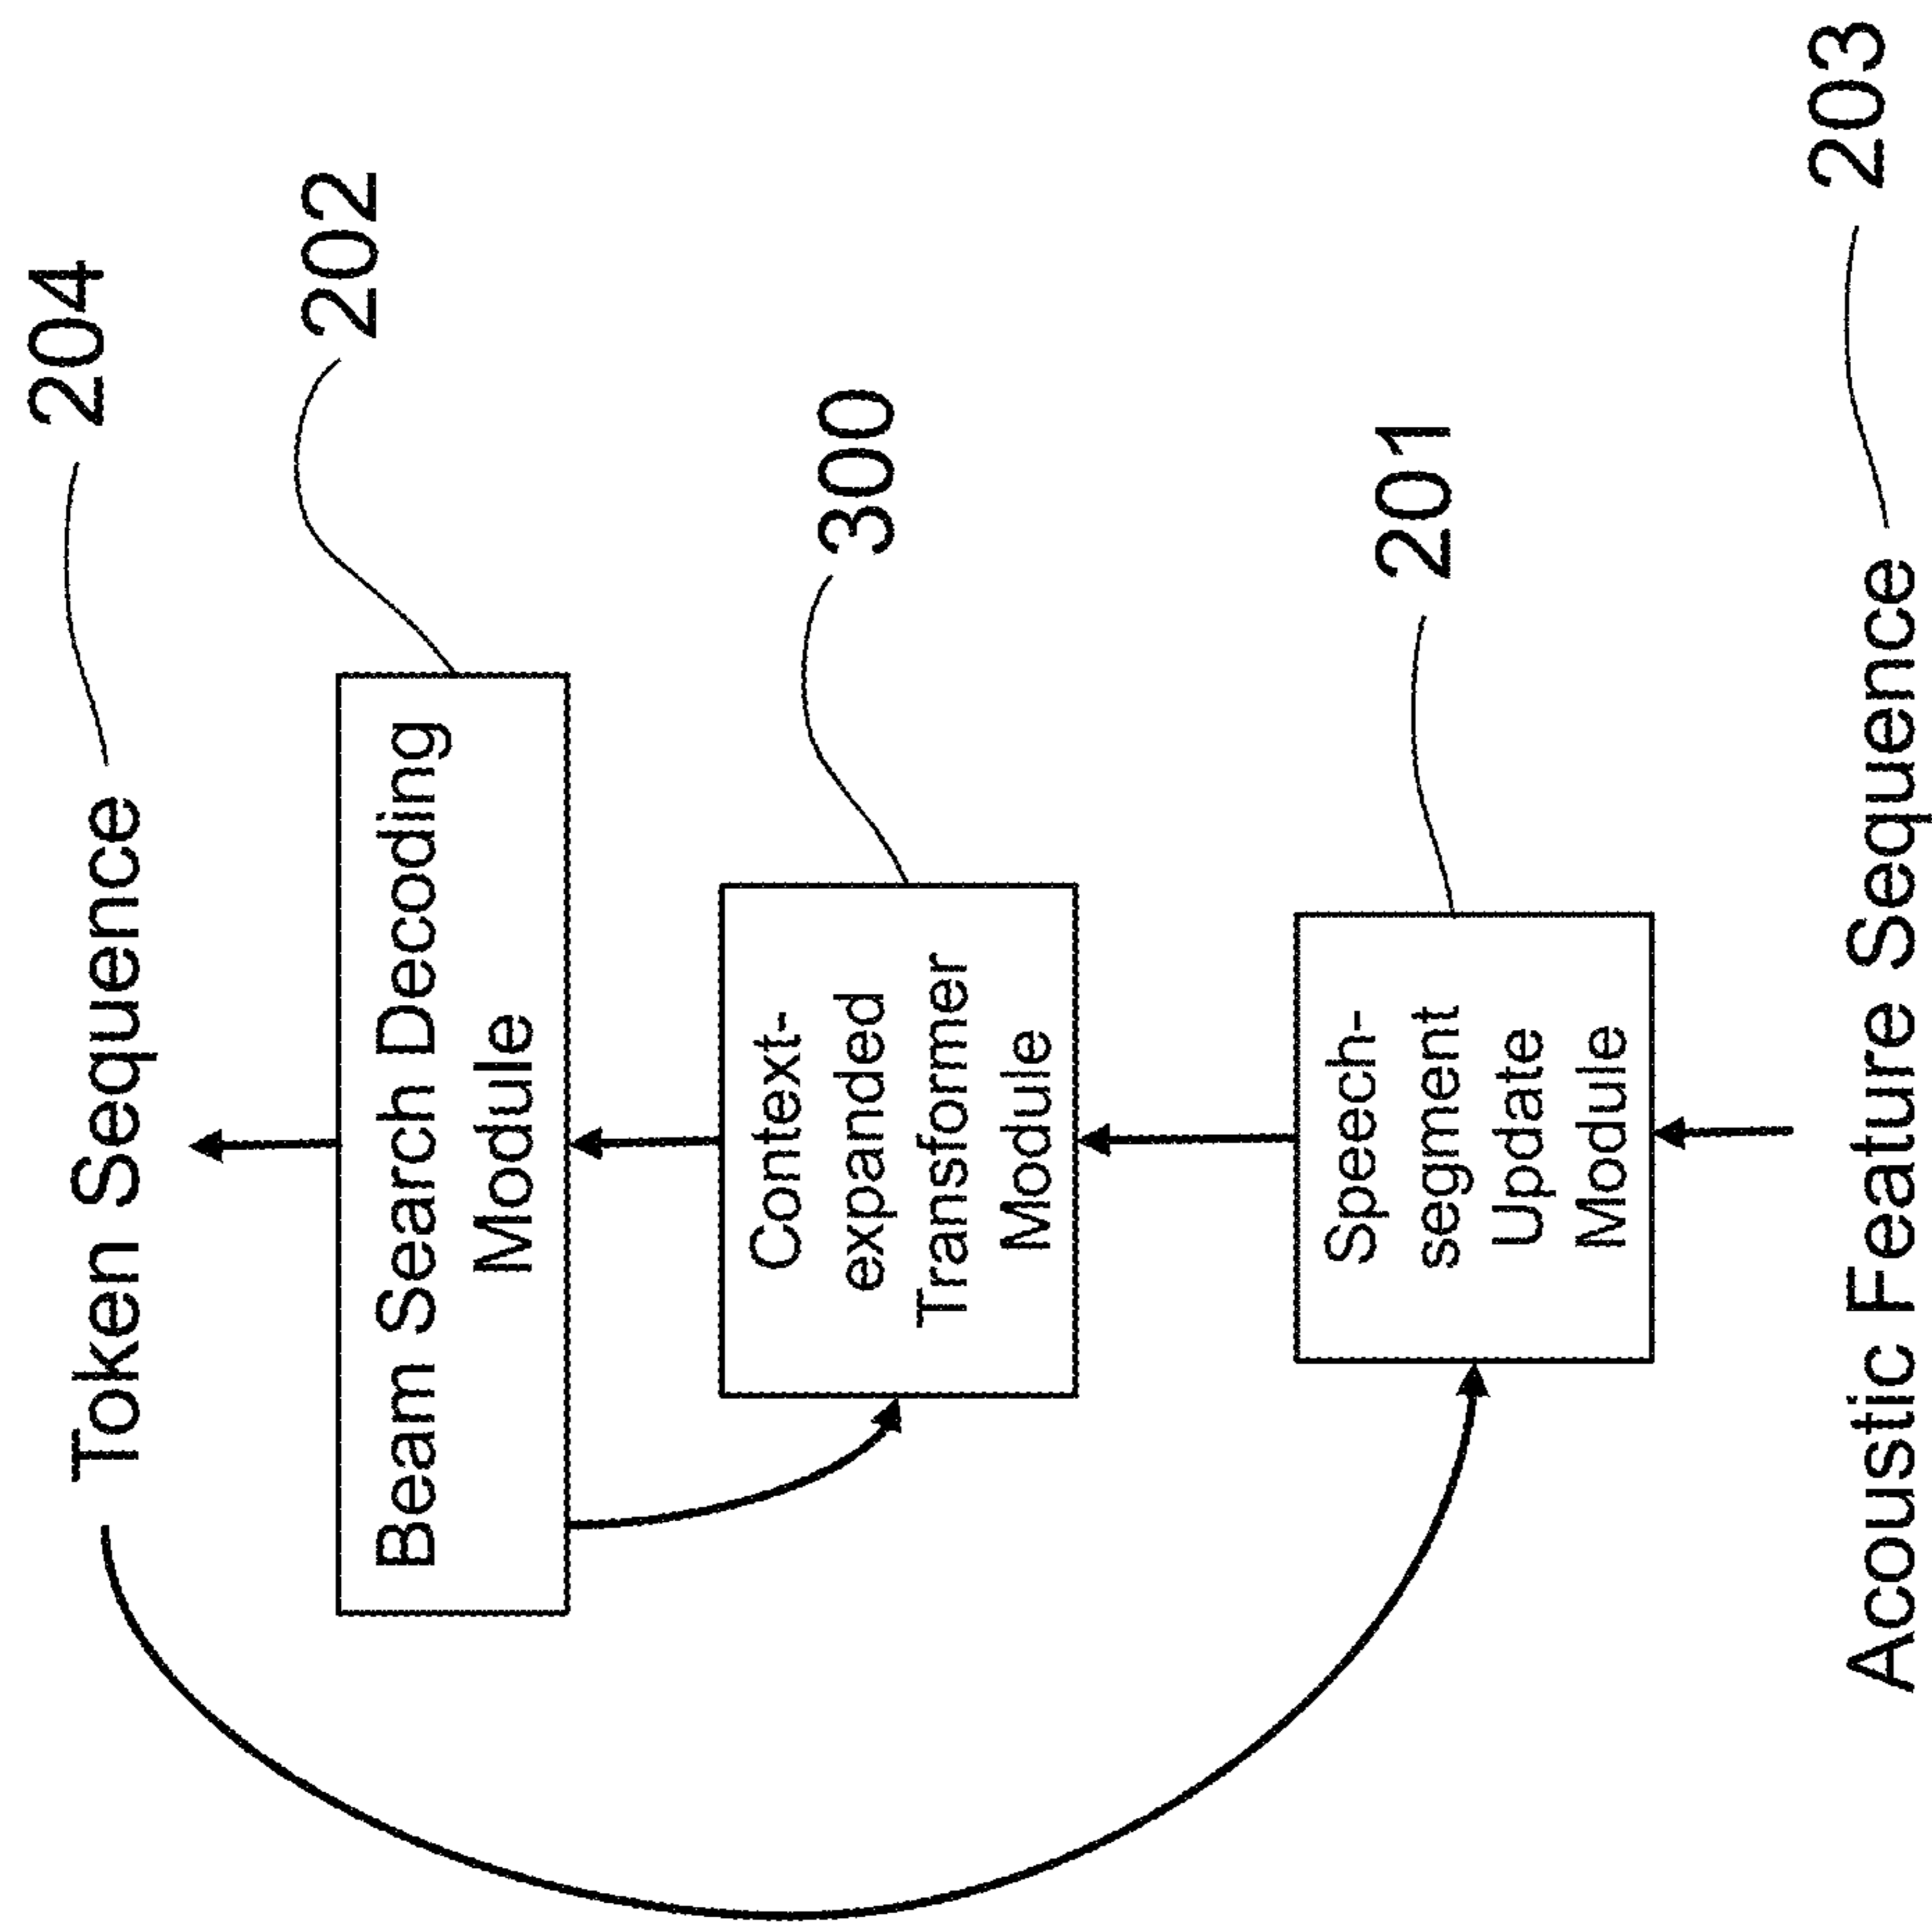 Token Sequence
204
Beam Search Decoding
Module
202
Context-
expanded
Transformer
Module
300
Speech-
segment
Update
Module
201
Acoustic Feature Sequence
203